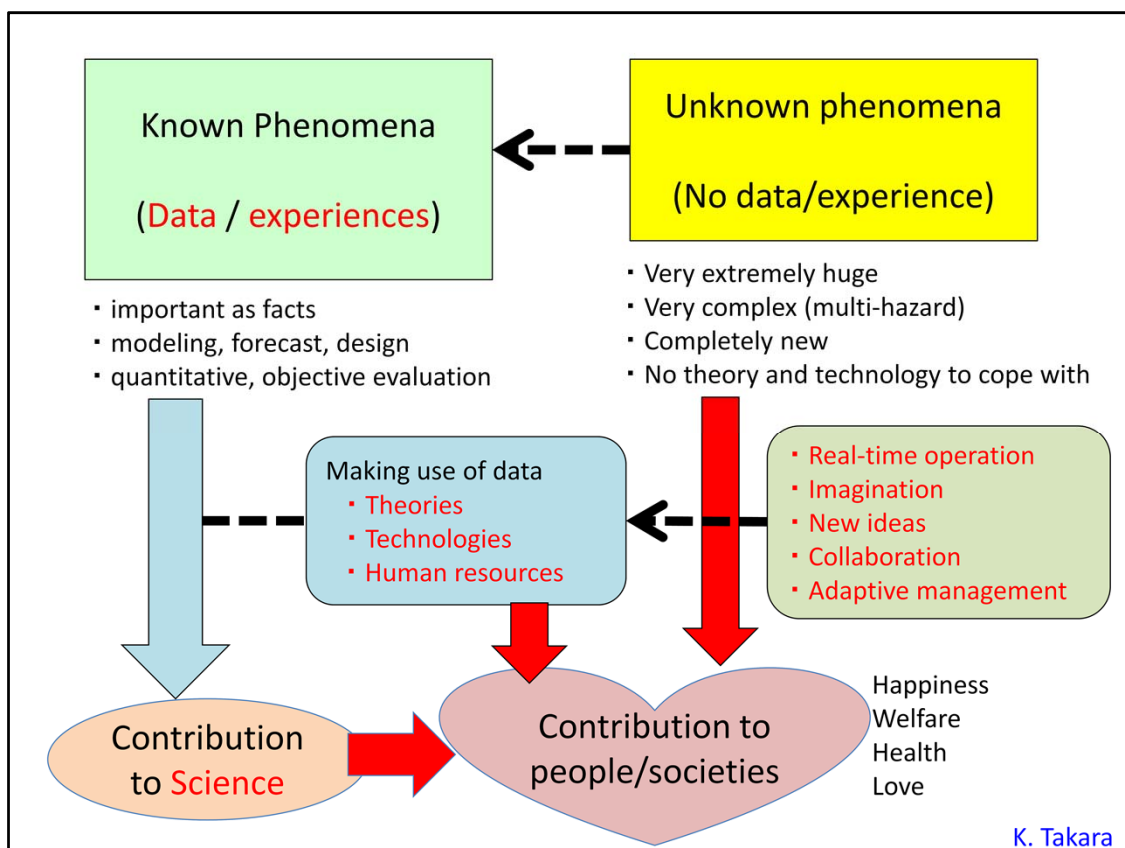 Known Phenomena
(Data / experiences)
Unknown phenomena
(No data/experience)
・important as facts
・modeling, forecast, design
・quantitative, objective evaluation
・Very extremely huge
・Very complex (multi-hazard)
・Completely new
・No theory and technology to cope with
Making use of data
・Theories
・Technologies
・Human resources
・Real-time operation
・Imagination
・New ideas
・Collaboration
・Adaptive management
Contribution
to Science
Contribution to
people/societies
Happiness
Welfare
Health
Love
K. Takara